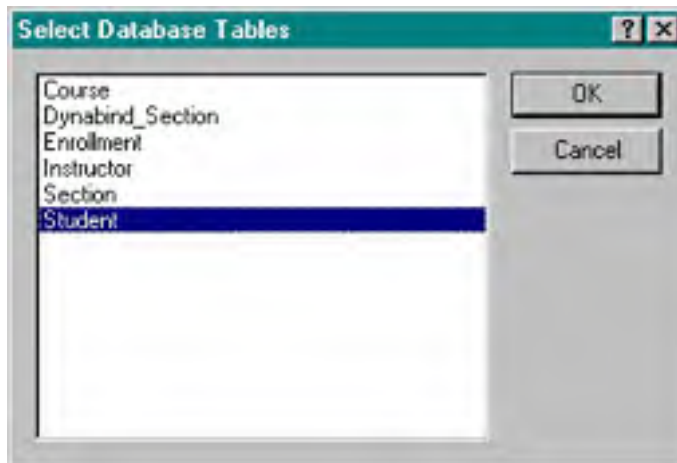 Select Database Tables
Course
Dynabind_Section
Enrollment
Instructor
Section
Student
OK
Cancel